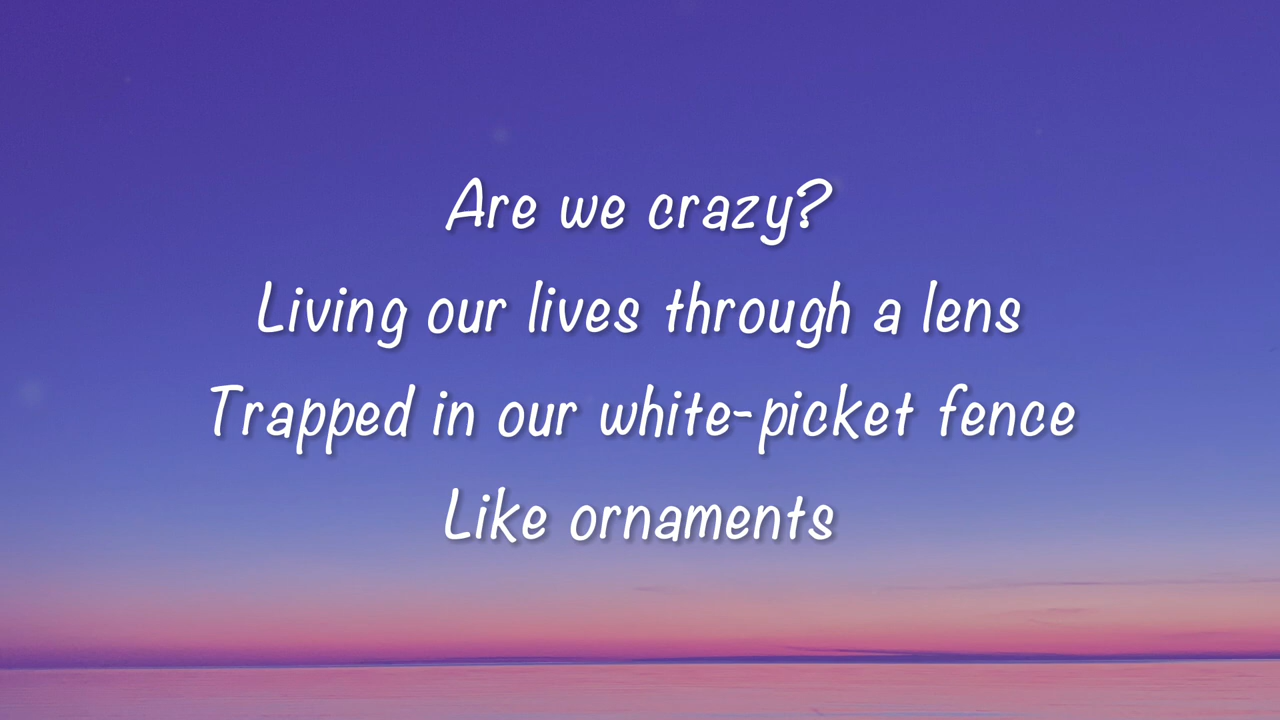 Are we crazy?
Living our lives through a lens
Trapped in our white-picket fence
Like ornaments